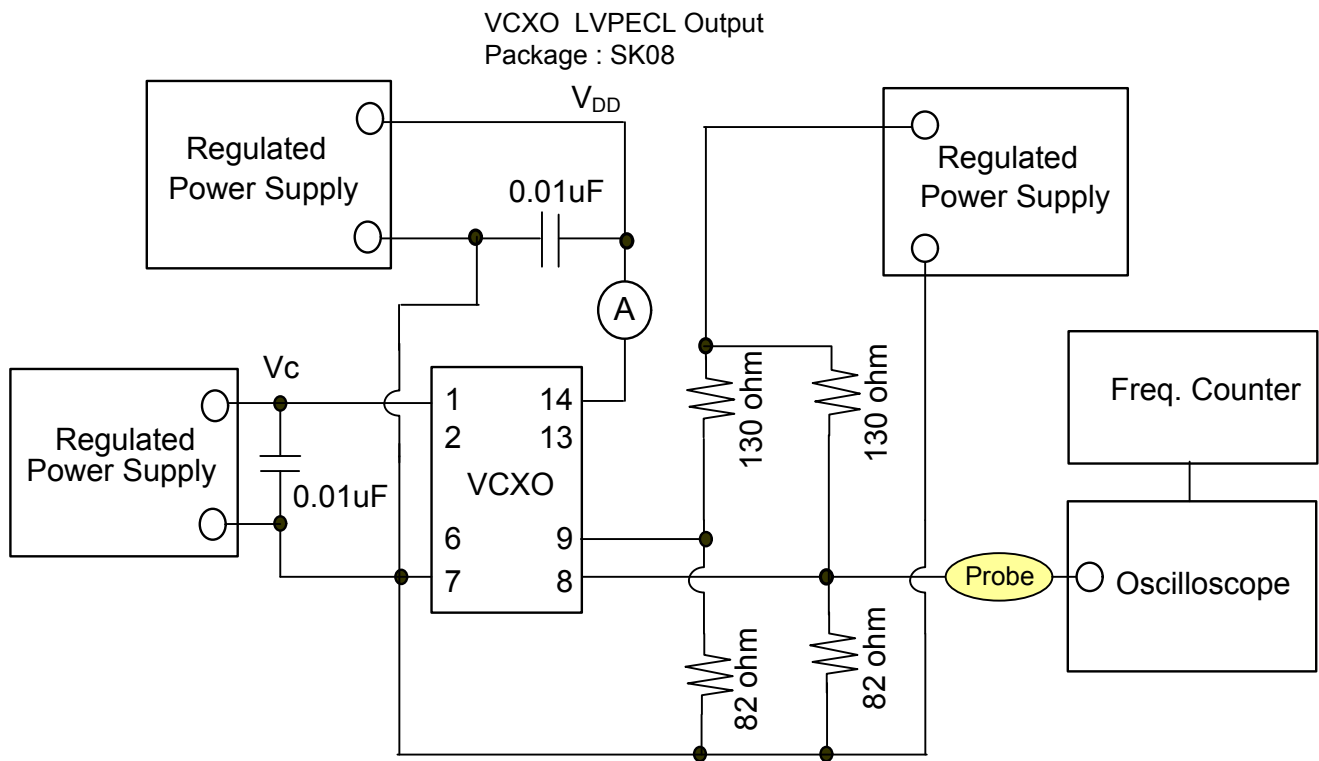 VCXO LVPECL Output
Package : SK08
V_DD
Regulated
Power Supply
0.01uF
A
Regulated
Power Supply
Vc
Regulated
Power Supply
0.01uF
1
14
2
13
VCXO
6
9
7
8
130 ohm
130 ohm
82 ohm
82 ohm
Probe
Freq. Counter
Oscilloscope